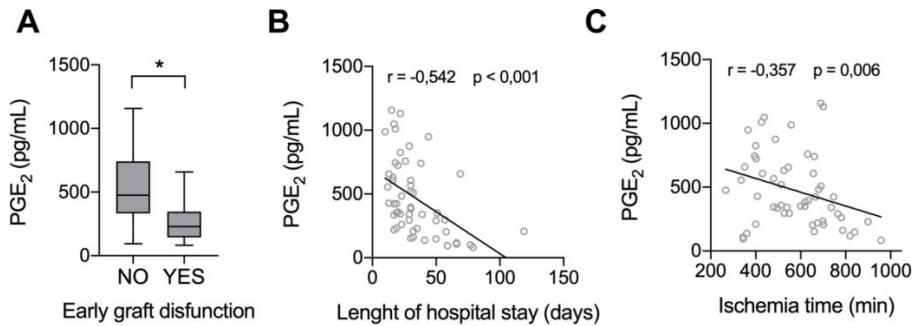 A
PGE2 (pg/mL)
1500
1000
500
0
*
NO YES
Early graft disfunction
B
PGE2 (pg/mL)
1500
1000
500
0
r = -0,542 p < 0,001
0 50 100 150
Lenght of hospital stay (days)
C
PGE2 (pg/mL)
1500
1000
500
0
r = -0,357 p = 0,006
200 400 600 800 1000
Ischemia time (min)